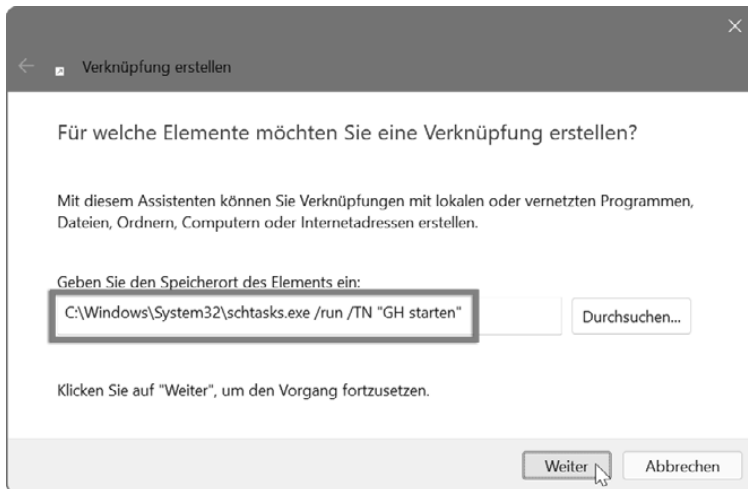 Verknüpfung erstellen
Für welche Elemente möchten Sie eine Verknüpfung erstellen?
Mit diesem Assistenten können Sie Verknüpfungen mit lokalen oder vernetzten Programmen,
Dateien, Ordnern, Computern oder Internetadressen erstellen.
Geben Sie den Speicherort des Elements ein:
C:\Windows\System32\schtasks.exe /run /TN "GH starten"
Durchsuchen...
Klicken Sie auf "Weiter", um den Vorgang fortzusetzen.
Weiter
Abbrechen